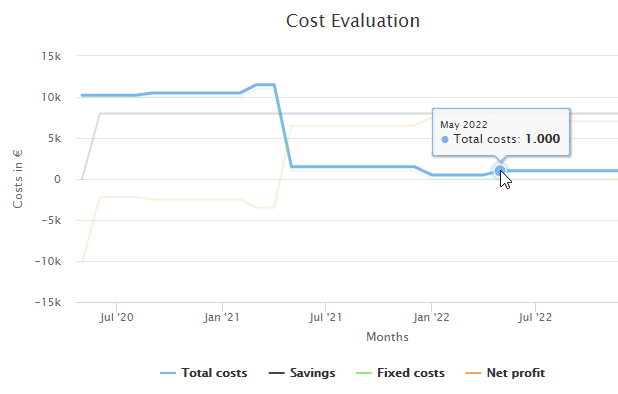 Cost Evaluation
15k
10k
5k
0
−5k
−10k
−15k
Costs in €
May 2022
Total costs: 1.000
Jul '20
Jan '21
Jul '21
Jan '22
Jul '22
Months
Total costs
Savings
Fixed costs
Net profit